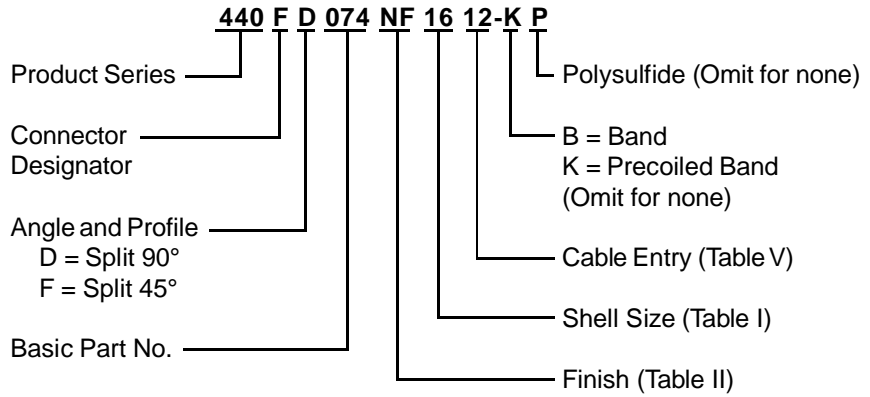 440 F D 074 NF 16 12-K P
Product Series
Connector
Designator
Angle and Profile
D = Split 90°
F = Split 45°
Basic Part No.
Polysulfide (Omit for none)
B = Band
K = Precoiled Band
(Omit for none)
Cable Entry (Table V)
Shell Size (Table I)
Finish (Table II)